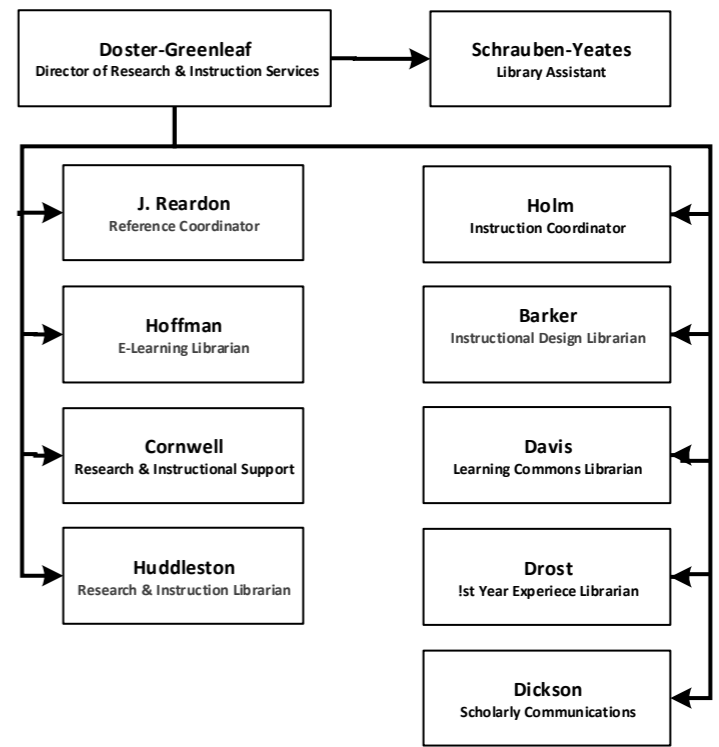 Doster-Greenleaf
Director of Research & Instruction Services
Schrauben-Yeates
Library Assistant
J. Reardon
Reference Coordinator
Holm
Instruction Coordinator
Hoffman
E-Learning Librarian
Barker
Instructional Design Librarian
Cornwell
Research & Instructional Support
Davis
Learning Commons Librarian
Huddleston
Research & Instruction Librarian
Drost
!st Year Experiece Librarian
Dickson
Scholarly Communications